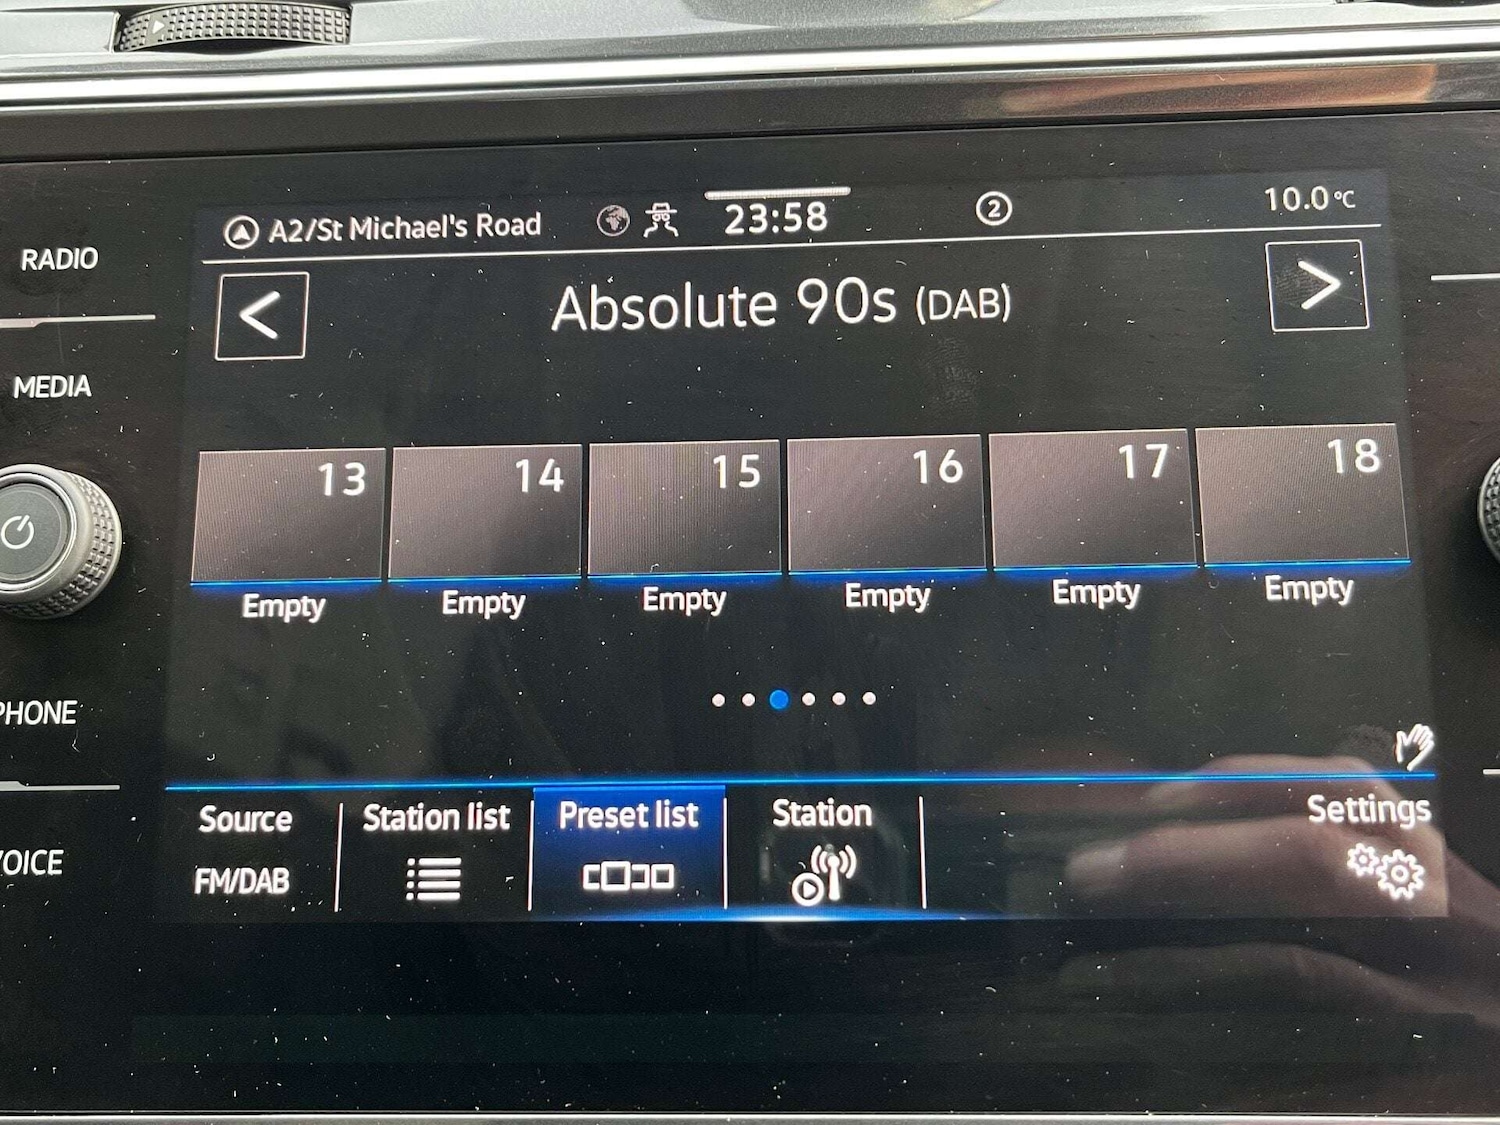 A2/St Michael's Road
23:58
2
10.0°C
RADIO
MEDIA
PHONE
VOICE
Absolute 90s (DAB)
13
14
15
16
17
18
Empty
Empty
Empty
Empty
Empty
Empty
Source
FM/DAB
Station list
Preset list
Station
Settings